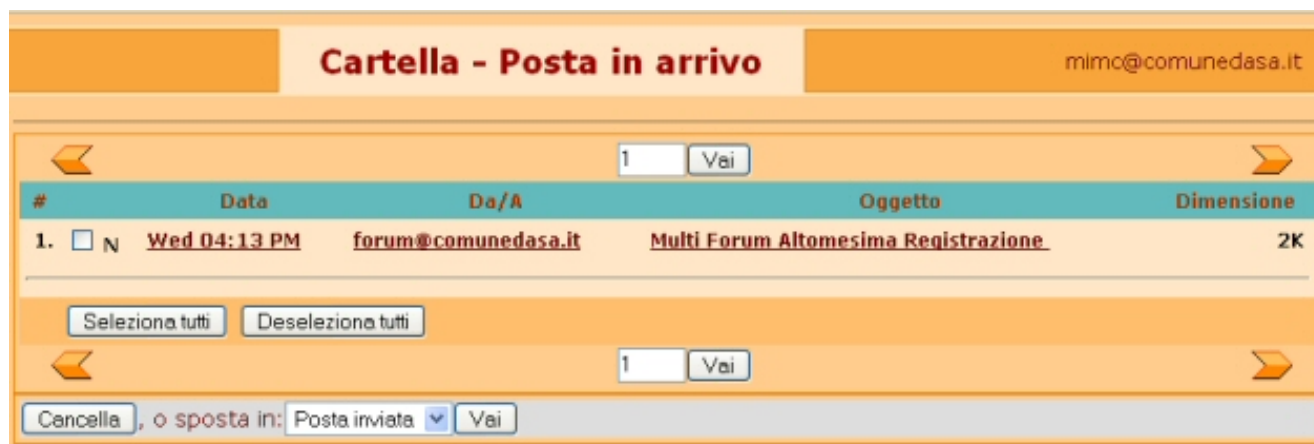 Cartella - Posta in arrivo
mimc@comunedasa.it
1 Vai
# Data Da/A Oggetto Dimensione
1. N Wed 04:13 PM forum@comunedasa.it Multi Forum Altomesima Registrazione 2K
Seleziona tutti Deseleziona tutti
1 Vai
Cancella , o sposta in: Posta inviata Vai